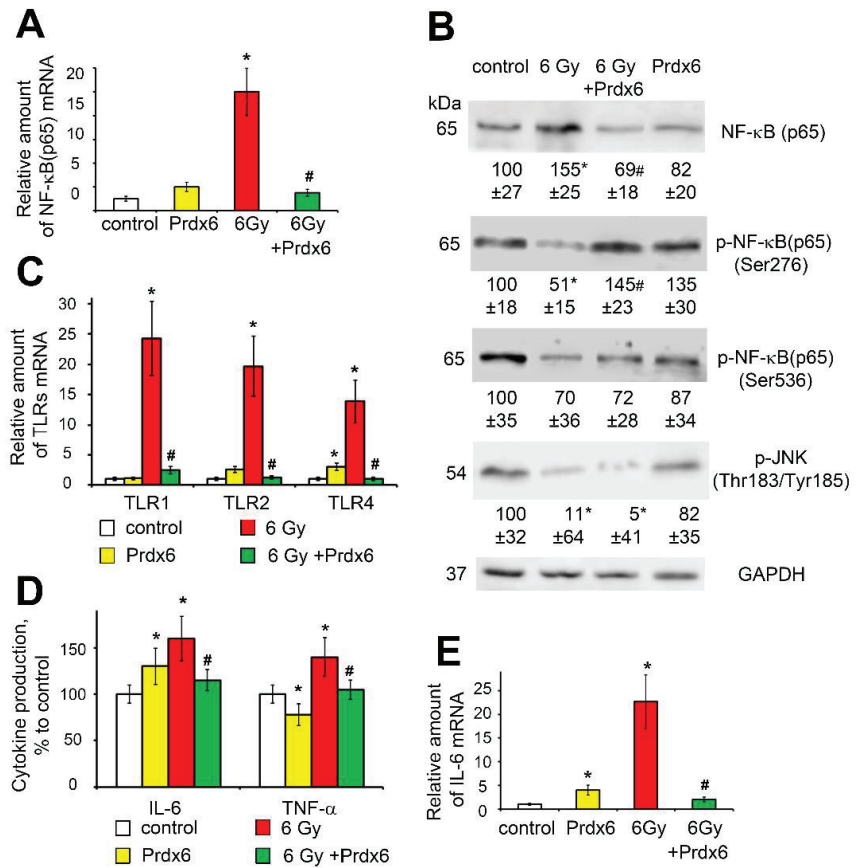 A
Relative amount
of NF-κB(p65) mRNA
20
15
10
5
0
*
#
control
Prdx6
6Gy
6Gy
+Prdx6
B
control
6 Gy
6 Gy
+Prdx6
Prdx6
kDa
65
NF-κB (p65)
100 155* 69# 82
±27 ±25 ±18 ±20
65
p-NF-κB(p65)
(Ser276)
100 51* 145# 135
±18 ±15 ±23 ±30
65
p-NF-κB(p65)
(Ser536)
100 70 72 87
±35 ±36 ±28 ±34
54
p-JNK
(Thr183/Tyr185)
100 11* 5* 82
±32 ±64 ±41 ±35
37
GAPDH
C
Relative amount
of TLRs mRNA
30
25
20
15
10
5
0
*
#
*
#
*
*
#
TLR1
TLR2
TLR4
control
6 Gy
Prdx6
6 Gy +Prdx6
D
Cytokine production,
% to control
150
100
50
0
*
*
#
*
*
#
IL-6
TNF-α
control
6 Gy
Prdx6
6 Gy +Prdx6
E
Relative amount
of IL-6 mRNA
25
20
15
10
5
0
*
*
#
control
Prdx6
6Gy
6Gy
+Prdx6